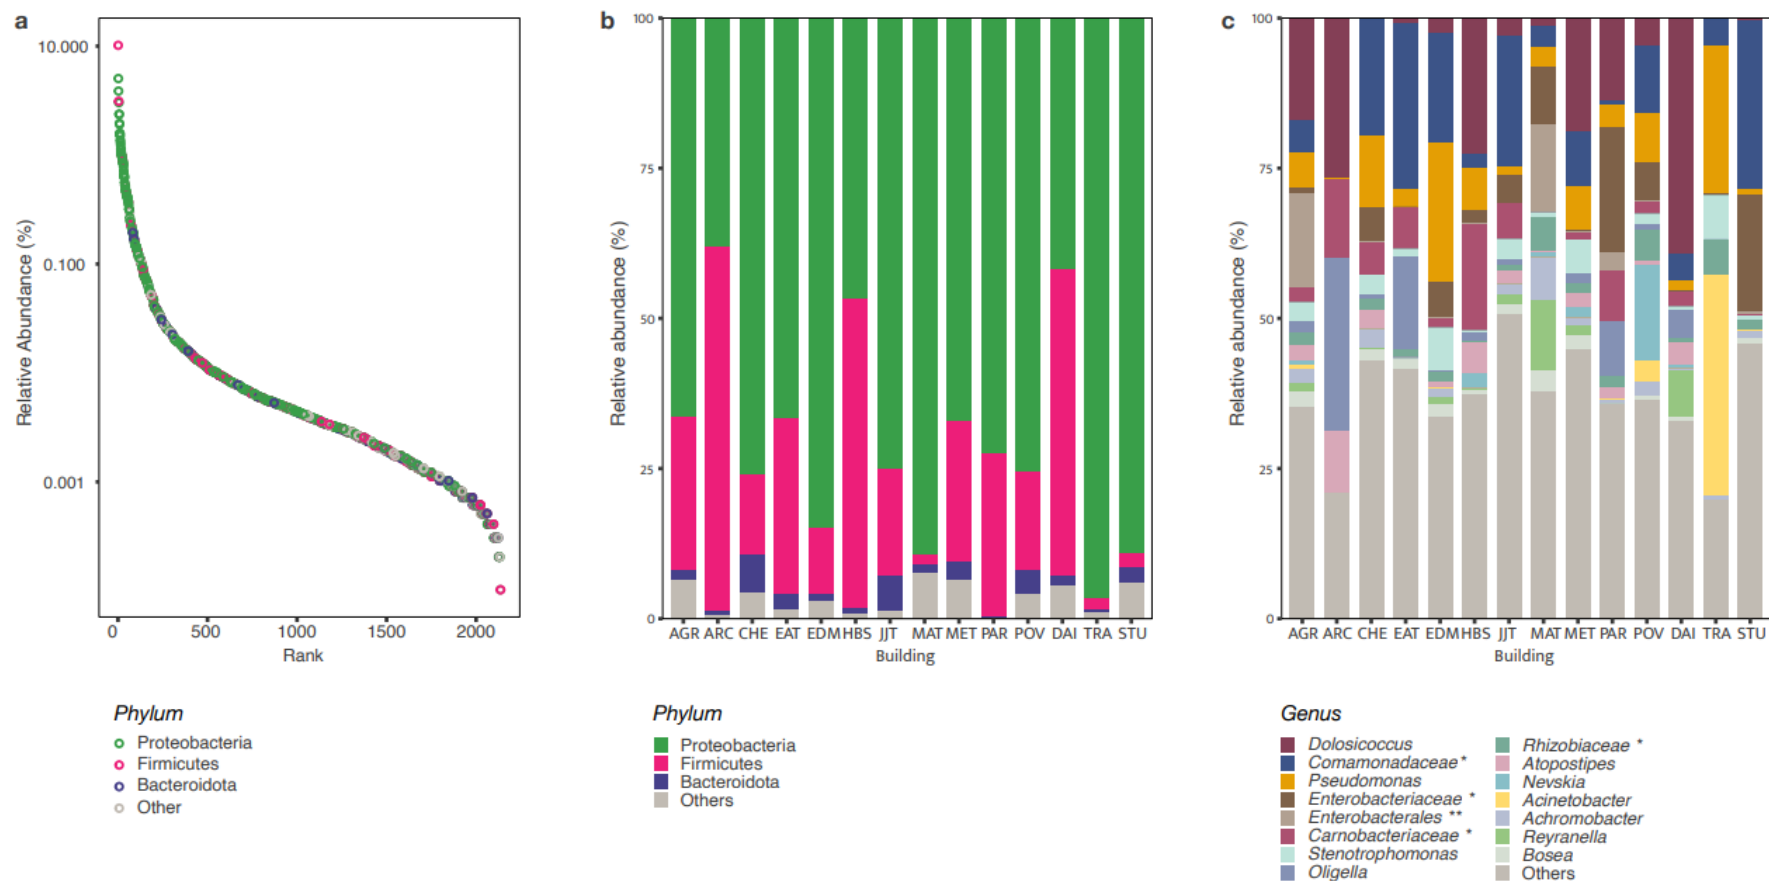 a
Relative Abundance (%)
10.000
0.100
0.001
0
500
1000
1500
2000
Rank
Phylum
Proteobacteria
Firmicutes
Bacteroidota
Other
b
Relative abundance (%)
100
75
50
25
0
AGR ARC CHE EAT EDM HBS JJT MAT MET PAR POV DAI TRA STU
Building
Phylum
Proteobacteria
Firmicutes
Bacteroidota
Others
c
Relative abundance (%)
100
75
50
25
0
AGR ARC CHE EAT EDM HBS JJT MAT MET PAR POV DAI TRA STU
Building
Genus
Dolosicoccus
Comamonadaceae *
Pseudomonas
Enterobacteriaceae *
Enterobacterales **
Carnobacteriaceae *
Stenotrophomonas
Oligella
Rhizobiaceae *
Atopostipes
Nevskia
Acinetobacter
Achromobacter
Reyranella
Bosea
Others